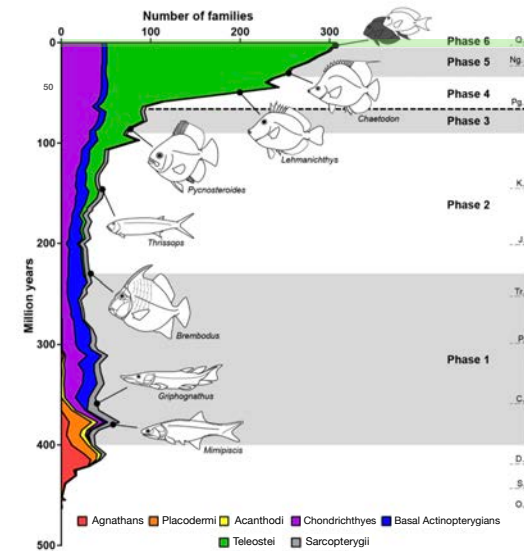 Number of families
0 100 200 300
0
50
100
200
300
400
500
Million years
Phase 6
Phase 5
Phase 4
Phase 3
Phase 2
Phase 1
Q.
Ng.
Pg.
K.
J.
Tr.
P.
C.
D.
S.
O.
Chaetodon
Lehmanichthys
Pycnosteroides
Thrissops
Brembodus
Griphognathus
Mimipiscis
Agnathans Placodermi Acanthodi Chondrichthyes Basal Actinopterygians
Teleostei Sarcopterygii